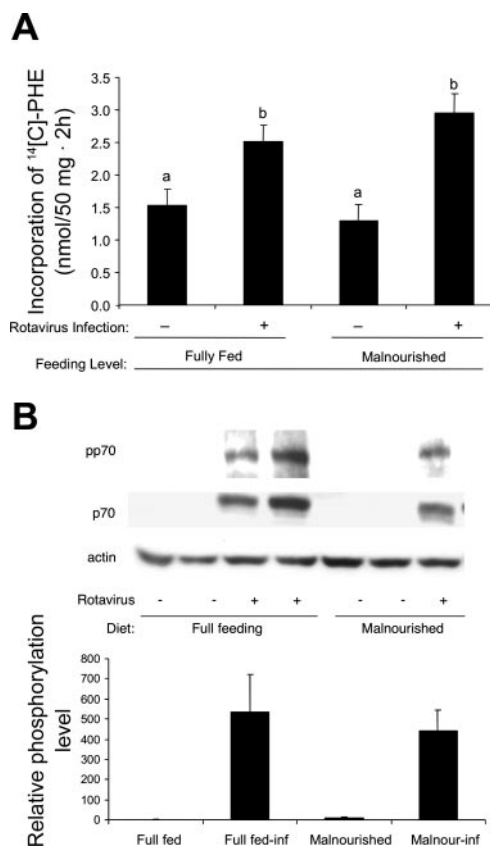 A
Incorporation of ¹⁴[C]-PHE
(nmol/50 mg · 2h)
3.5
3.0
2.5
2.0
1.5
1.0
0.5
0.0
a
b
a
b
Rotavirus Infection: – + – +
Fully Fed Malnourished
Feeding Level:
B
pp70
p70
actin
Rotavirus - - + + - - +
Diet: Full feeding Malnourished
Relative phosphorylation
level
800
700
600
500
400
300
200
100
0
Full fed Full fed-inf Malnourished Malnour-inf